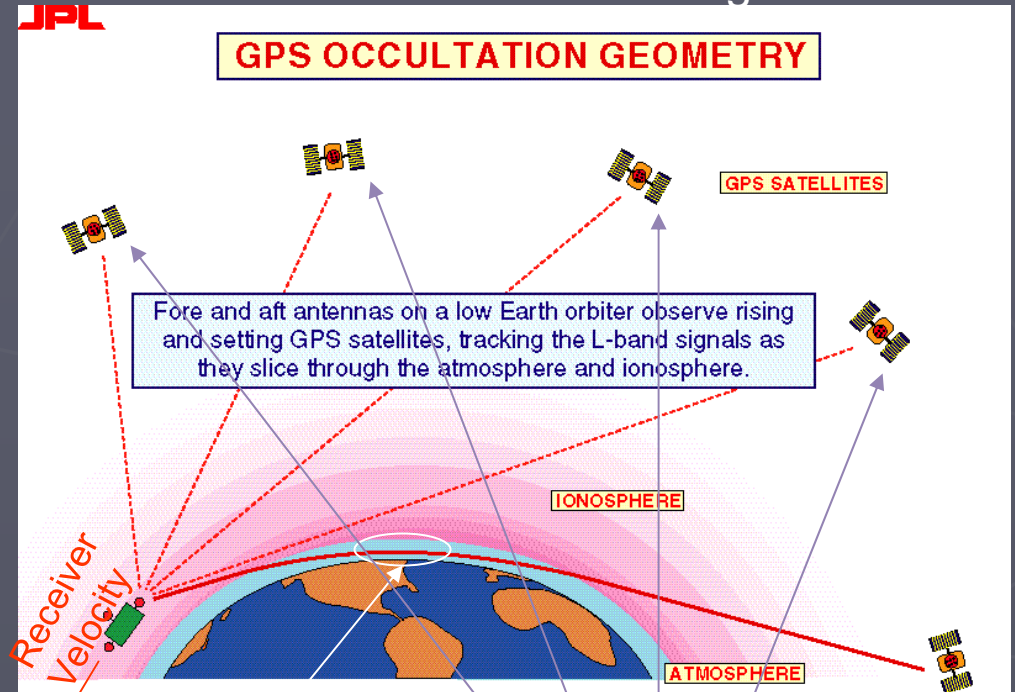 JPL
GPS OCCULTATION GEOMETRY
GPS SATELLITES
Fore and aft antennas on a low Earth orbiter observe rising
and setting GPS satellites, tracking the L-band signals as
they slice through the atmosphere and ionosphere.
IONOSPHERE
Receiver
Velocity
ATMOSPHERE